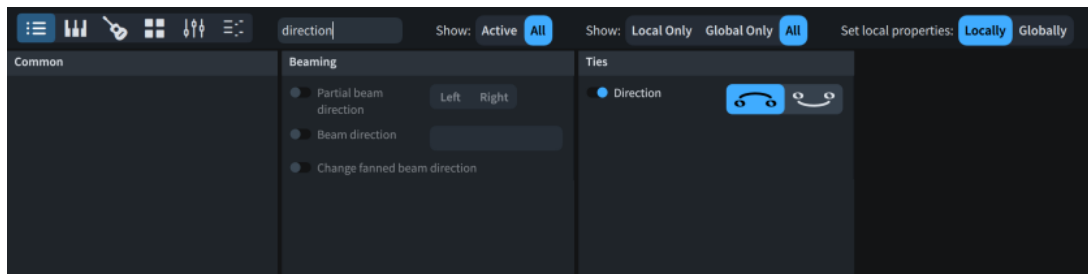 direction
Show: Active All
Show: Local Only Global Only All
Set local properties: Locally Globally
Common
Beaming
Partial beam
direction
Left Right
Beam direction
Change fanned beam direction
Ties
Direction